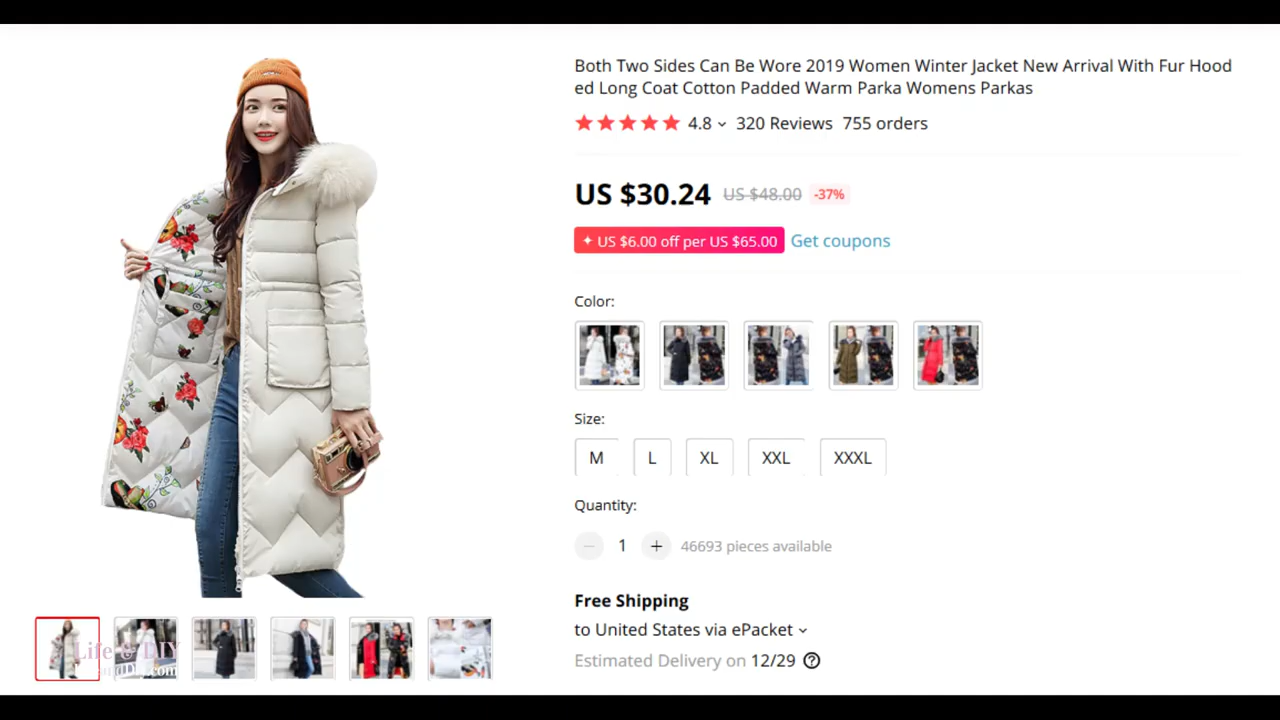 Both Two Sides Can Be Wore 2019 Women Winter Jacket New Arrival With Fur Hood
ed Long Coat Cotton Padded Warm Parka Womens Parkas
4.8 320 Reviews 755 orders
US $30.24 US $48.00 -37%
US $6.00 off per US $65.00 Get coupons
Color:
Size:
M L XL XXL XXXL
Quantity:
− 1 + 46693 pieces available
Free Shipping
to United States via ePacket
Estimated Delivery on 12/29 ?
Life & DIY